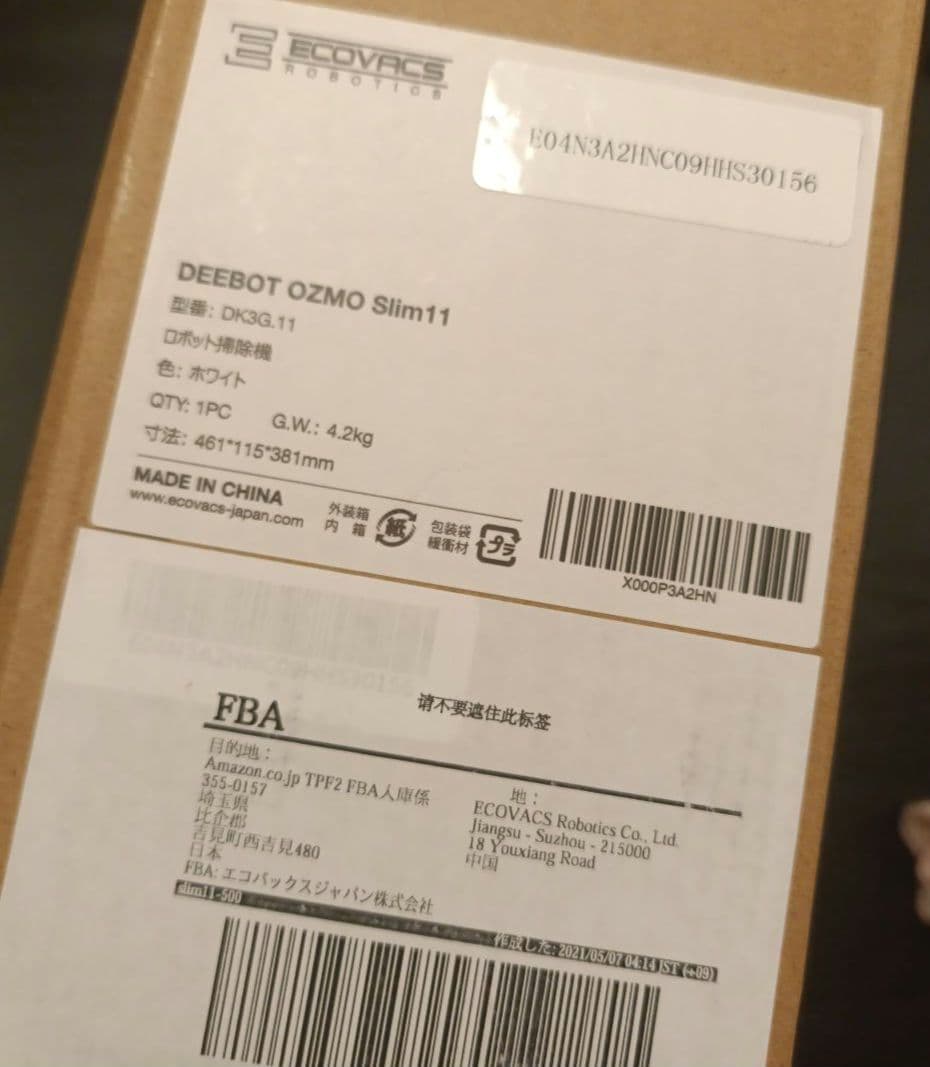 ECOVACS
ROBOTICS
E04N3A2HNC09HHS30156
DEEBOT OZMO Slim11
型番: DK3G.11
ロボット掃除機
色: ホワイト
QTY: 1PC G.W.: 4.2kg
寸法: 461*115*381mm
MADE IN CHINA
www.ecovacs-japan.com
外装箱
内 箱
紙
包装袋
緩衝材
プラ
X000P3A2HN
FBA
请不要遮住此标签
目的地：
Amazon.co.jp TPF2 FBA入庫係
355-0157
埼玉県
比企郡
吉見町西吉見480
日本
FBA: エコバックスジャパン株式会社
地：
ECOVACS Robotics Co., Ltd.
Jiangsu - Suzhou - 215000
18 Youxiang Road
中国
slim11-500
作成した: 2021/05/07 04:14 JST (+09)